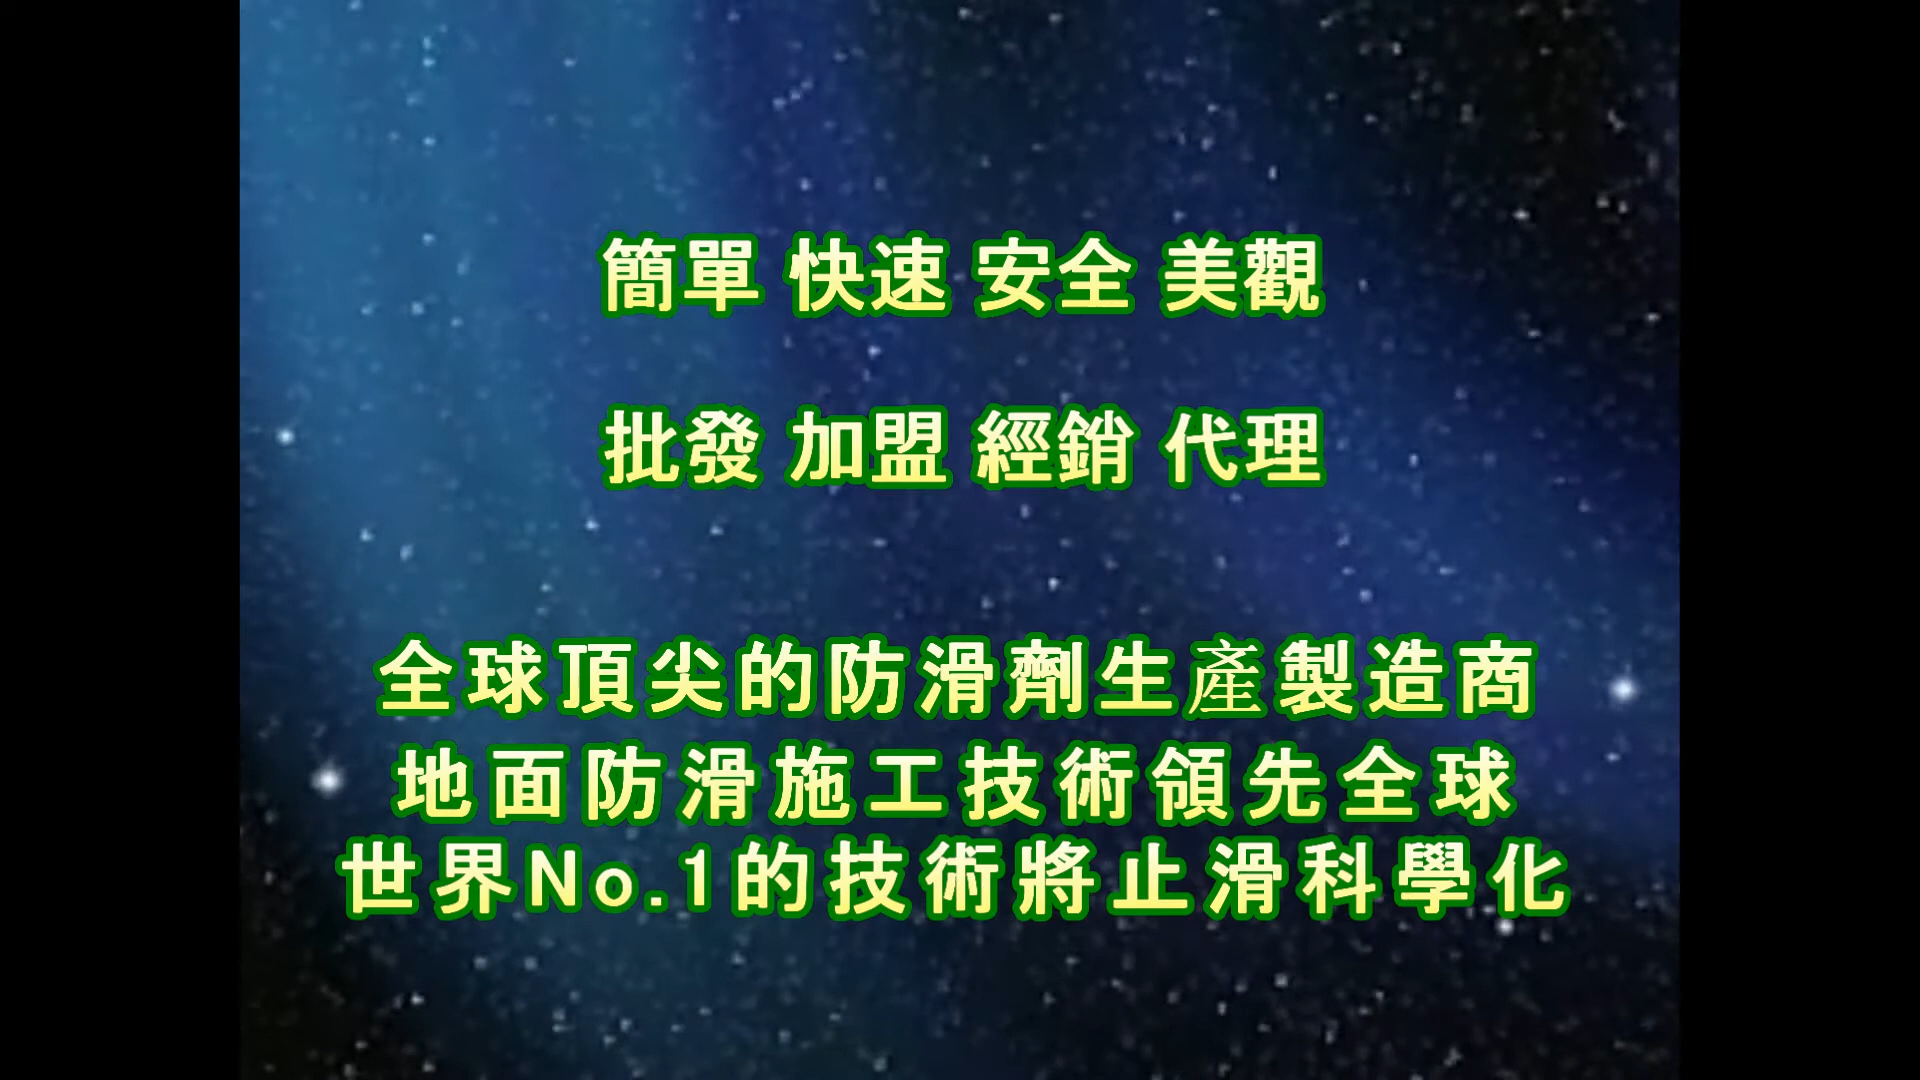 簡單 快速 安全 美觀
批發 加盟 經銷 代理
全球頂尖的防滑劑生產製造商
地面防滑施工技術領先全球
世界No.1的技術將止滑科學化